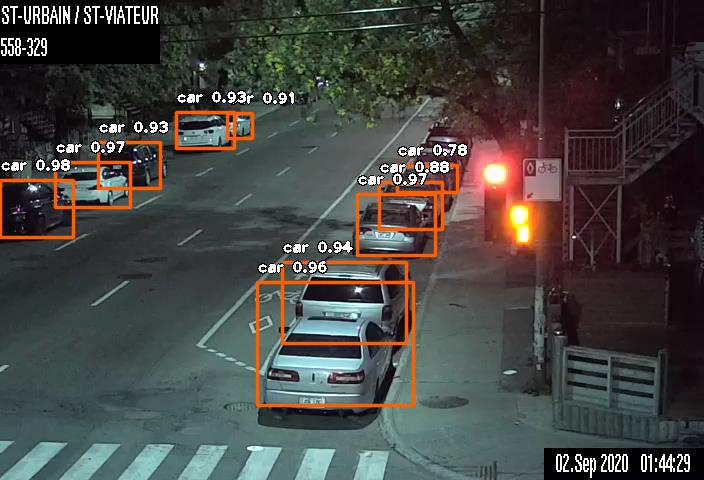 ST-URBAIN / ST-VIATEUR
558-329
car 0.93
r 0.91
car 0.93
car 0.97
car 0.98
car 0.78
car 0.88
car 0.97
car 0.94
car 0.96
02.Sep 2020 01:44:29